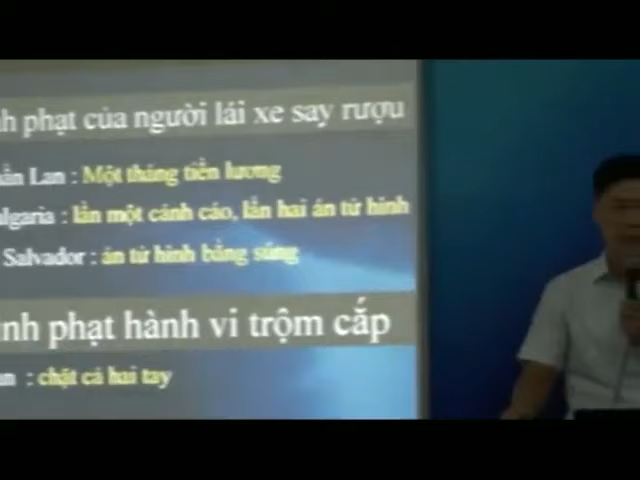 nh phạt của người lái xe say rượu
ần Lan : Một tháng tiền lương
lgaria : lần một cảnh cáo, lần hai án tử hình
Salvador : án tử hình bằng súng
ình phạt hành vi trộm cắp
an : chặt cả hai tay